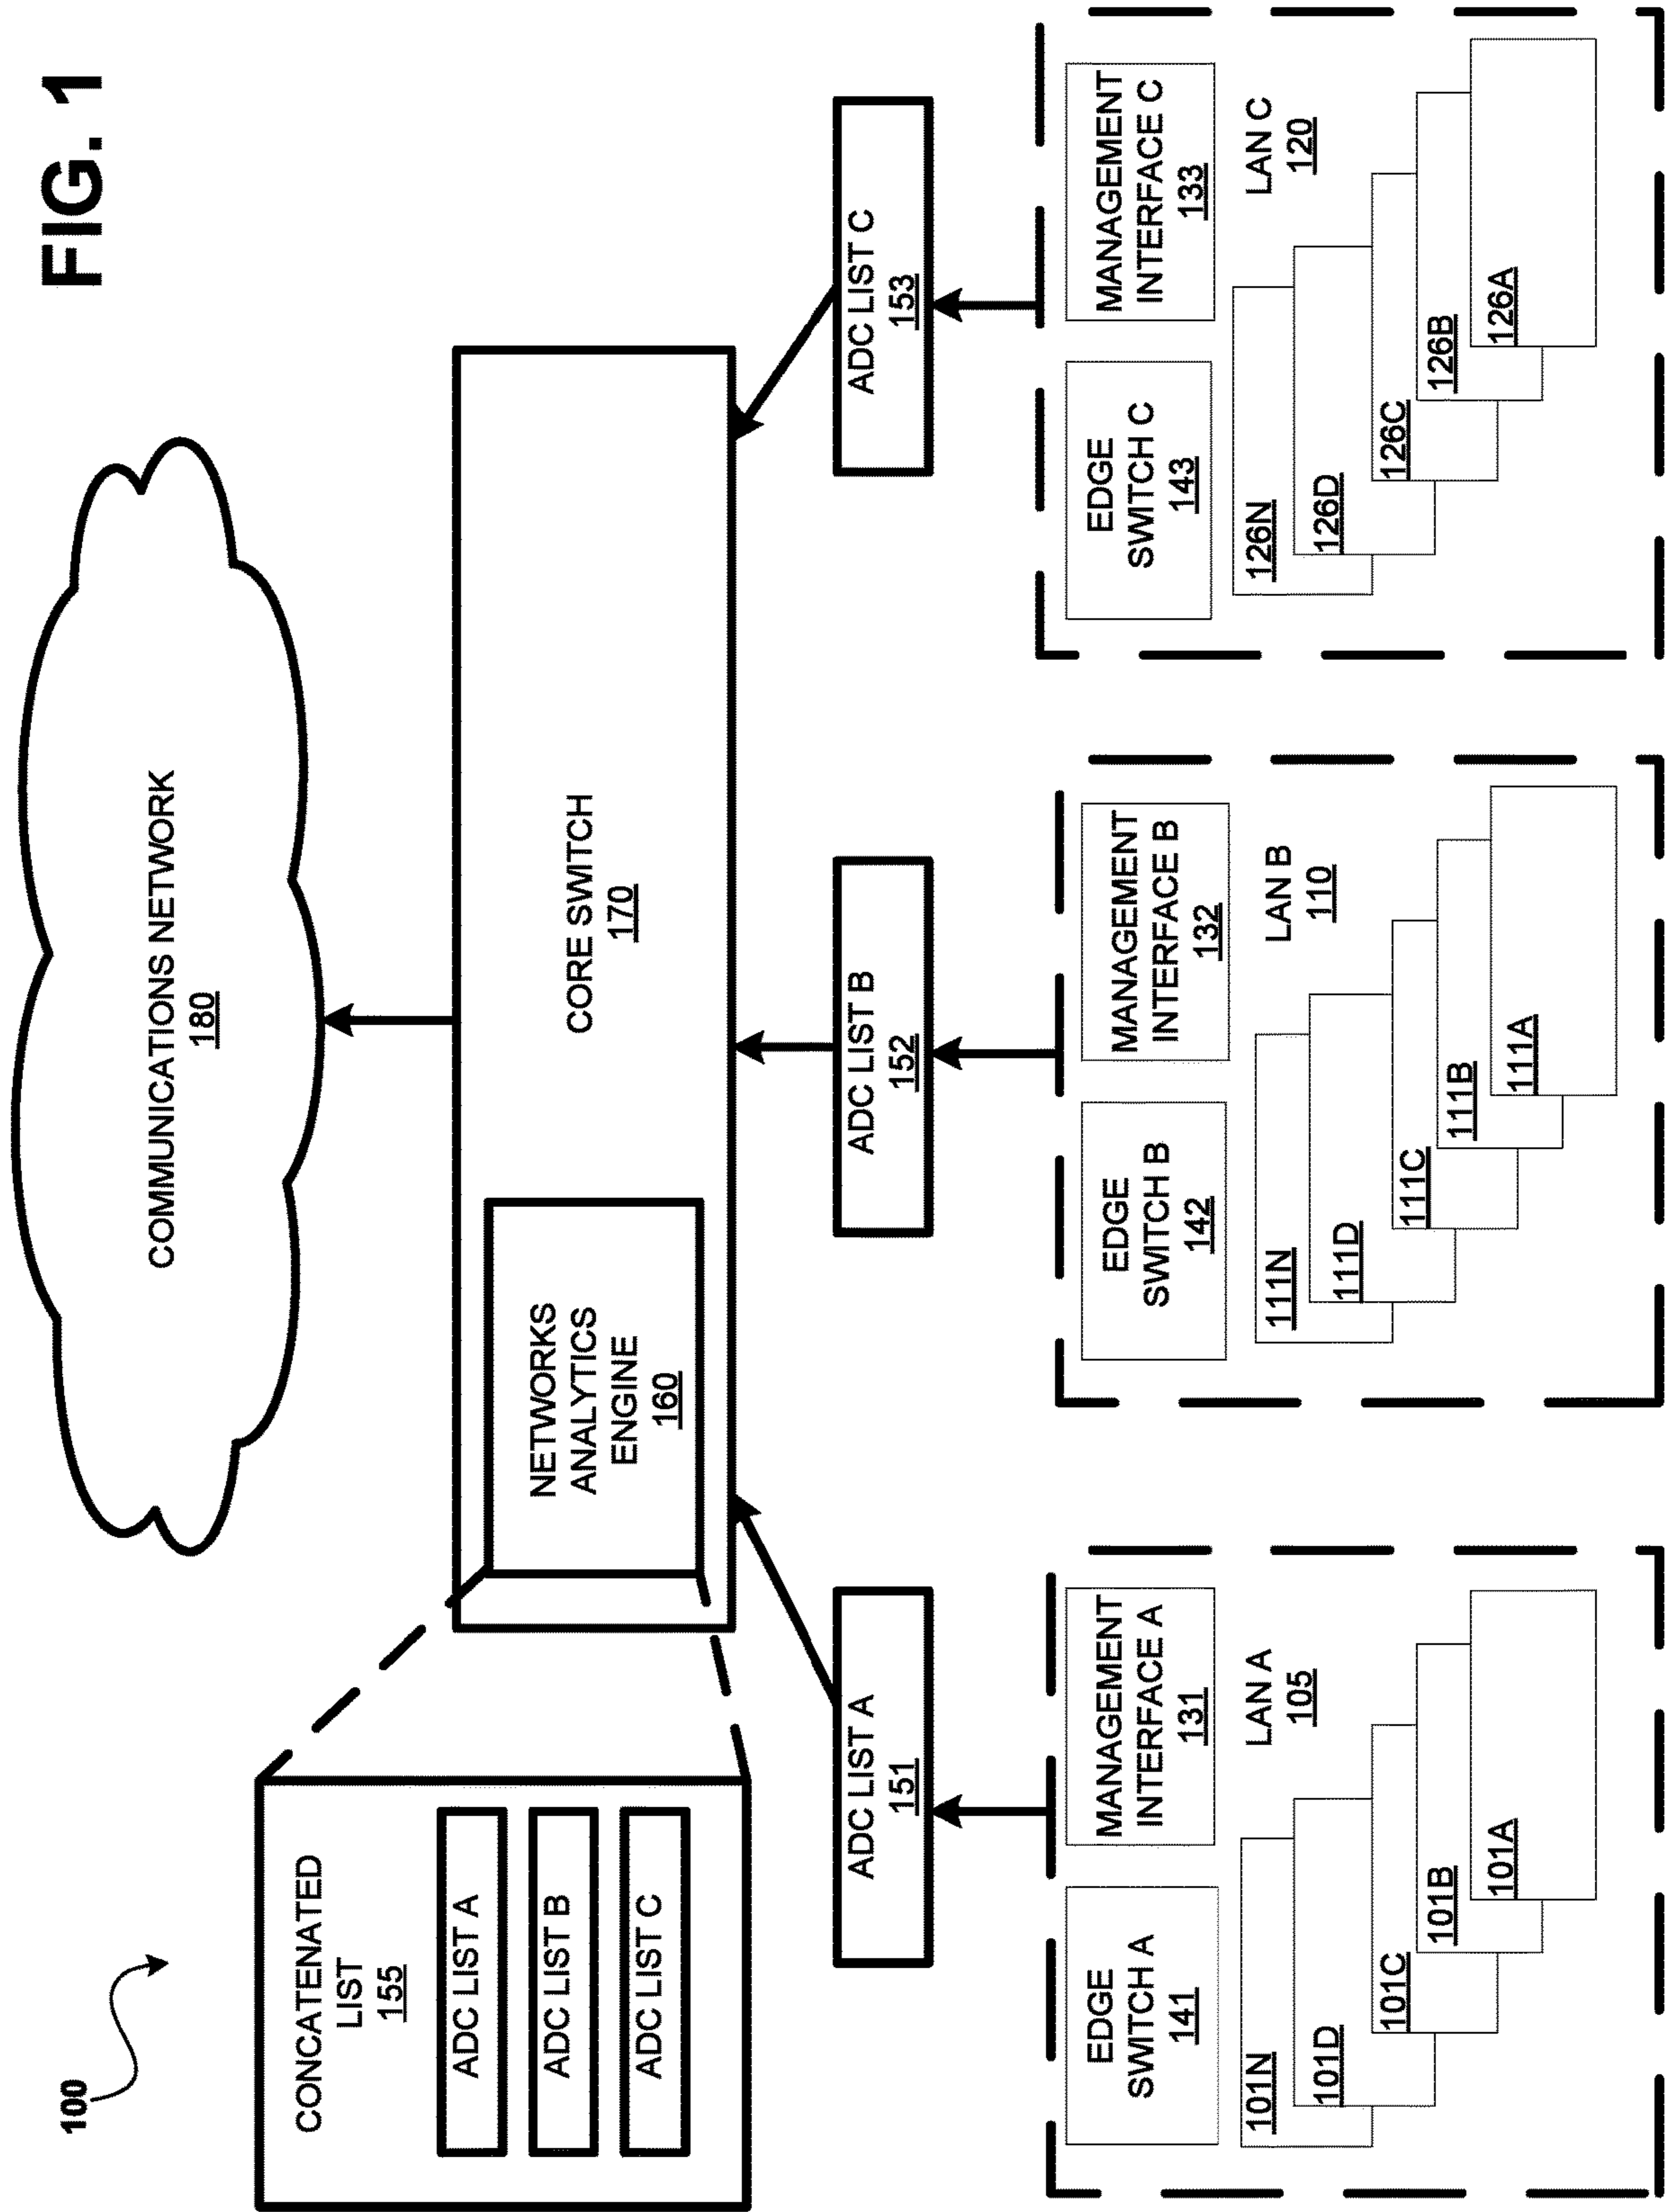 FIG. 1
100
COMMUNICATIONS NETWORK
180
CONCATENATED
LIST
155
ADC LIST A
ADC LIST B
ADC LIST C
NETWORKS
ANALYTICS
ENGINE
160
CORE SWITCH
170
ADC LIST A
151
ADC LIST B
152
ADC LIST C
153
EDGE
SWITCH A
141
MANAGEMENT
INTERFACE A
131
LAN A
105
101N
101D
101C
101B
101A
EDGE
SWITCH B
142
MANAGEMENT
INTERFACE B
132
LAN B
110
111N
111D
111C
111B
111A
EDGE
SWITCH C
143
MANAGEMENT
INTERFACE C
133
LAN C
120
126N
126D
126C
126B
126A